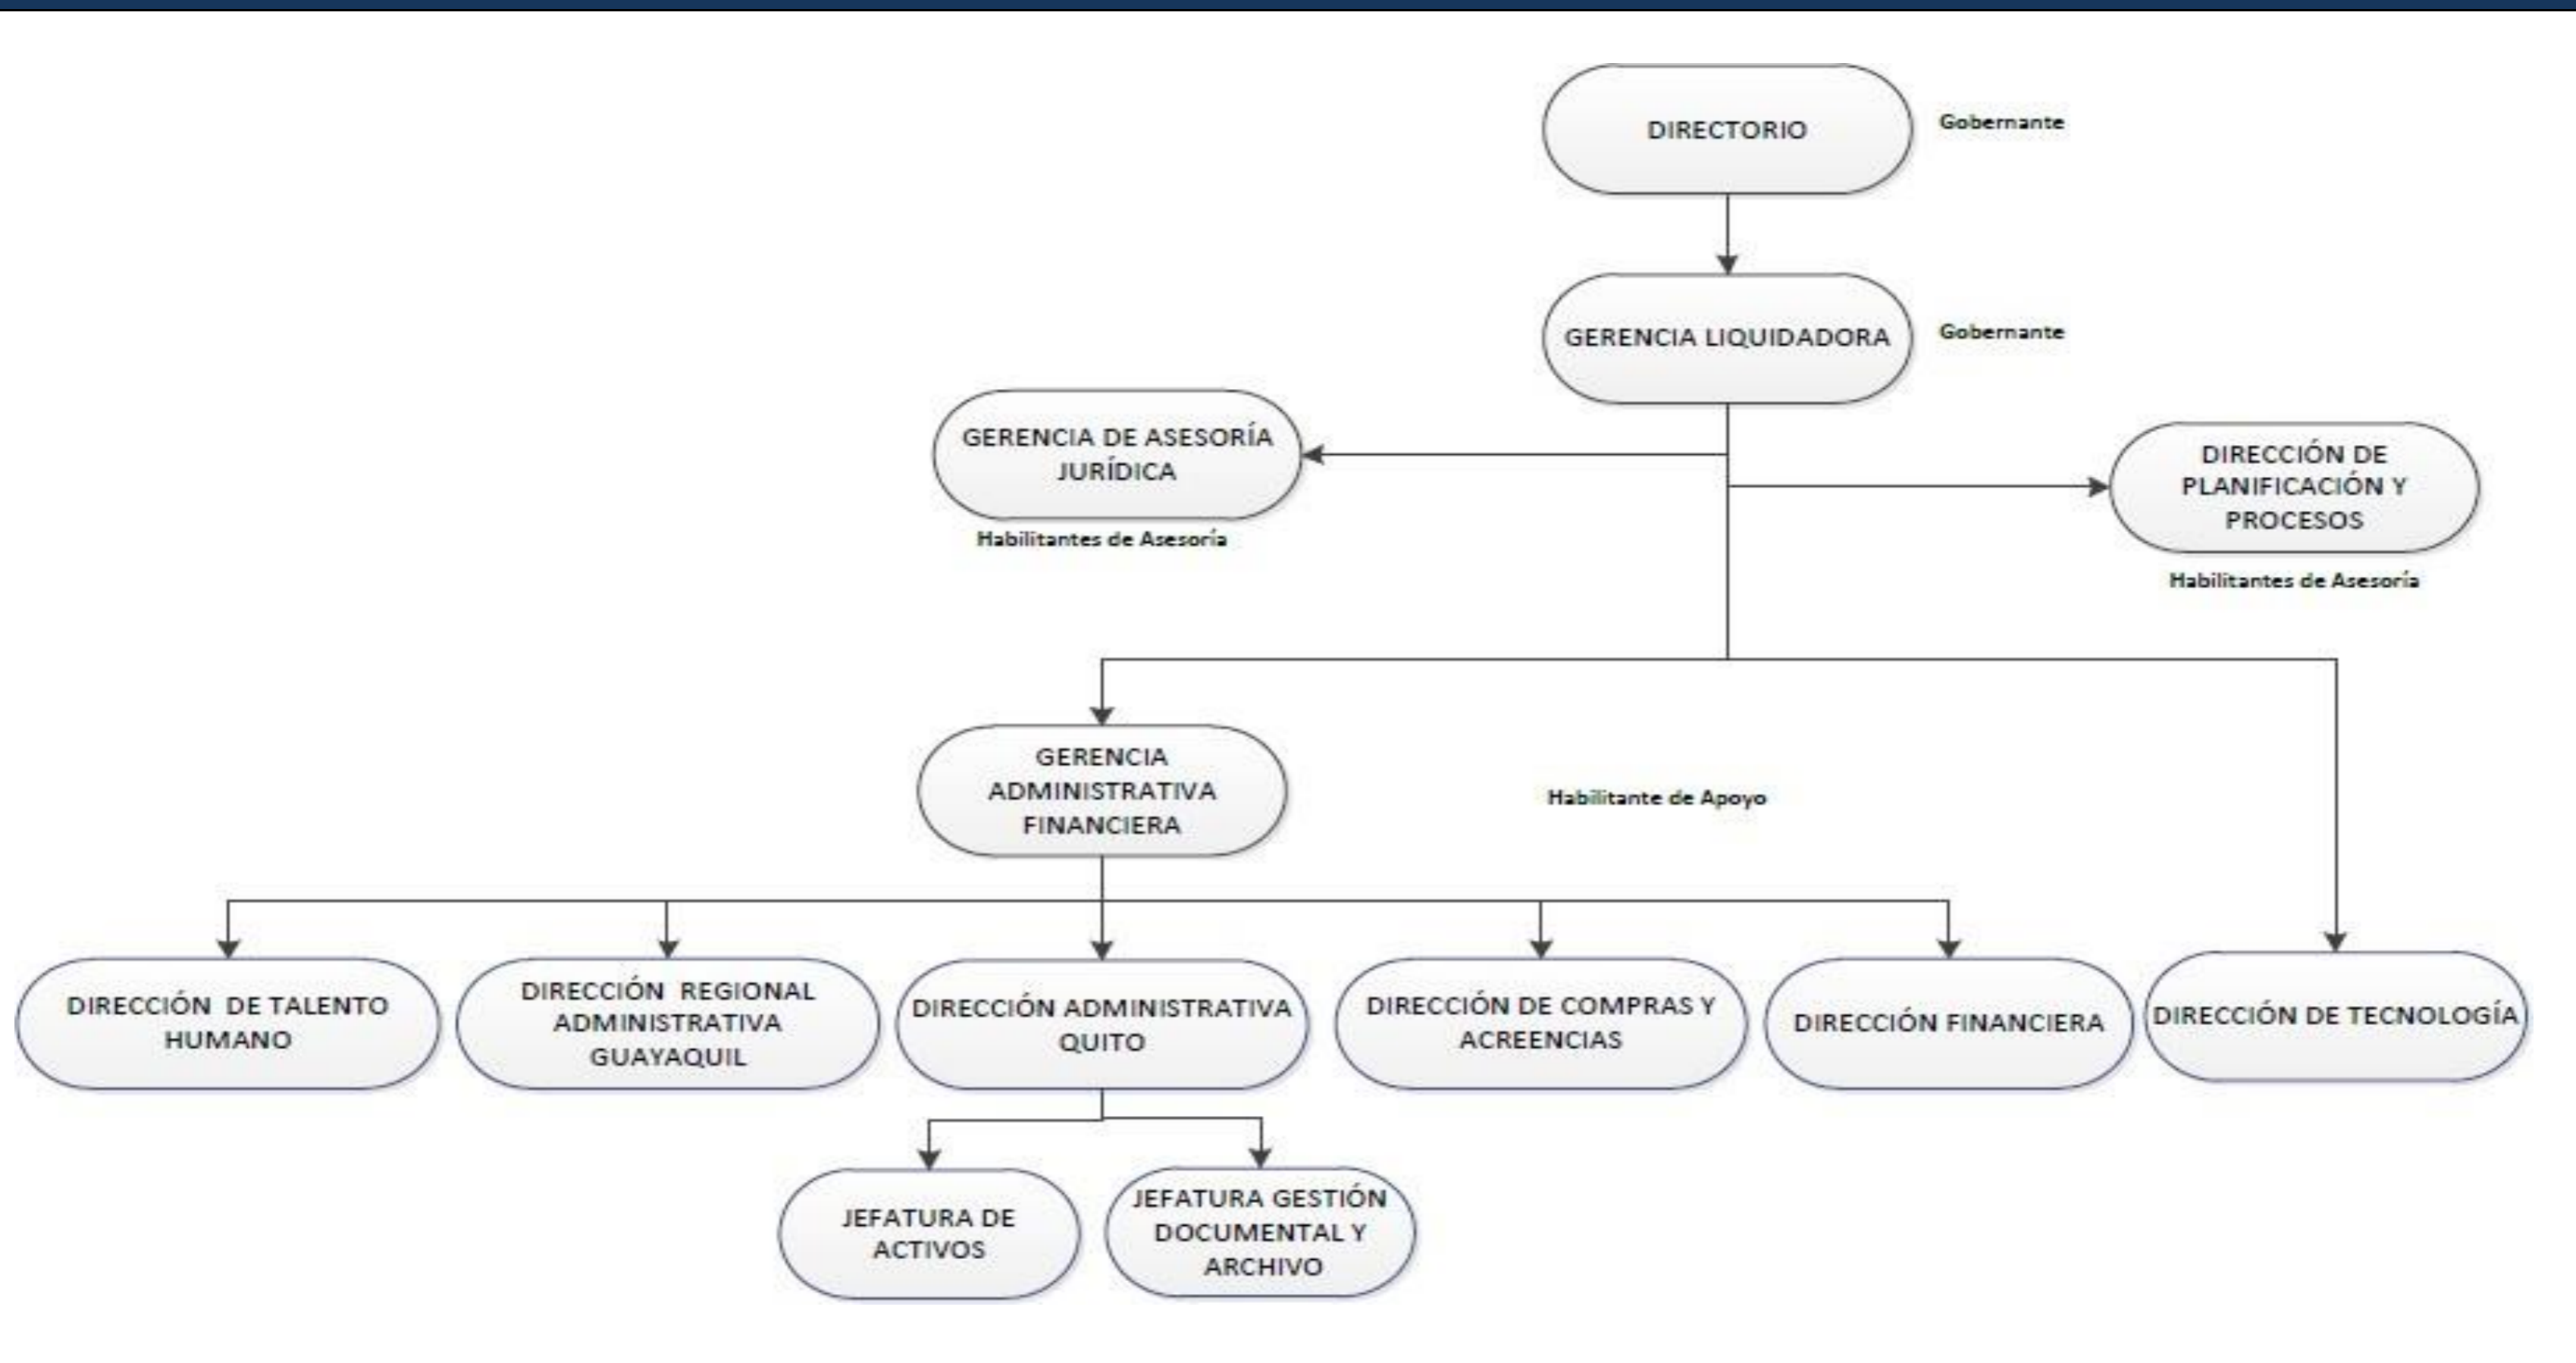 DIRECTORIO
Gobernante
GERENCIA LIQUIDADORA
Gobernante
GERENCIA DE ASESORÍA
JURÍDICA
Habilitantes de Asesoría
DIRECCIÓN DE
PLANIFICACIÓN Y
PROCESOS
Habilitantes de Asesoría
GERENCIA
ADMINISTRATIVA
FINANCIERA
Habilitante de Apoyo
DIRECCIÓN DE TALENTO
HUMANO
DIRECCIÓN REGIONAL
ADMINISTRATIVA
GUAYAQUIL
DIRECCIÓN ADMINISTRATIVA
QUITO
DIRECCIÓN DE COMPRAS Y
ACREENCIAS
DIRECCIÓN FINANCIERA
DIRECCIÓN DE TECNOLOGÍA
JEFATURA DE
ACTIVOS
JEFATURA GESTIÓN
DOCUMENTAL Y
ARCHIVO